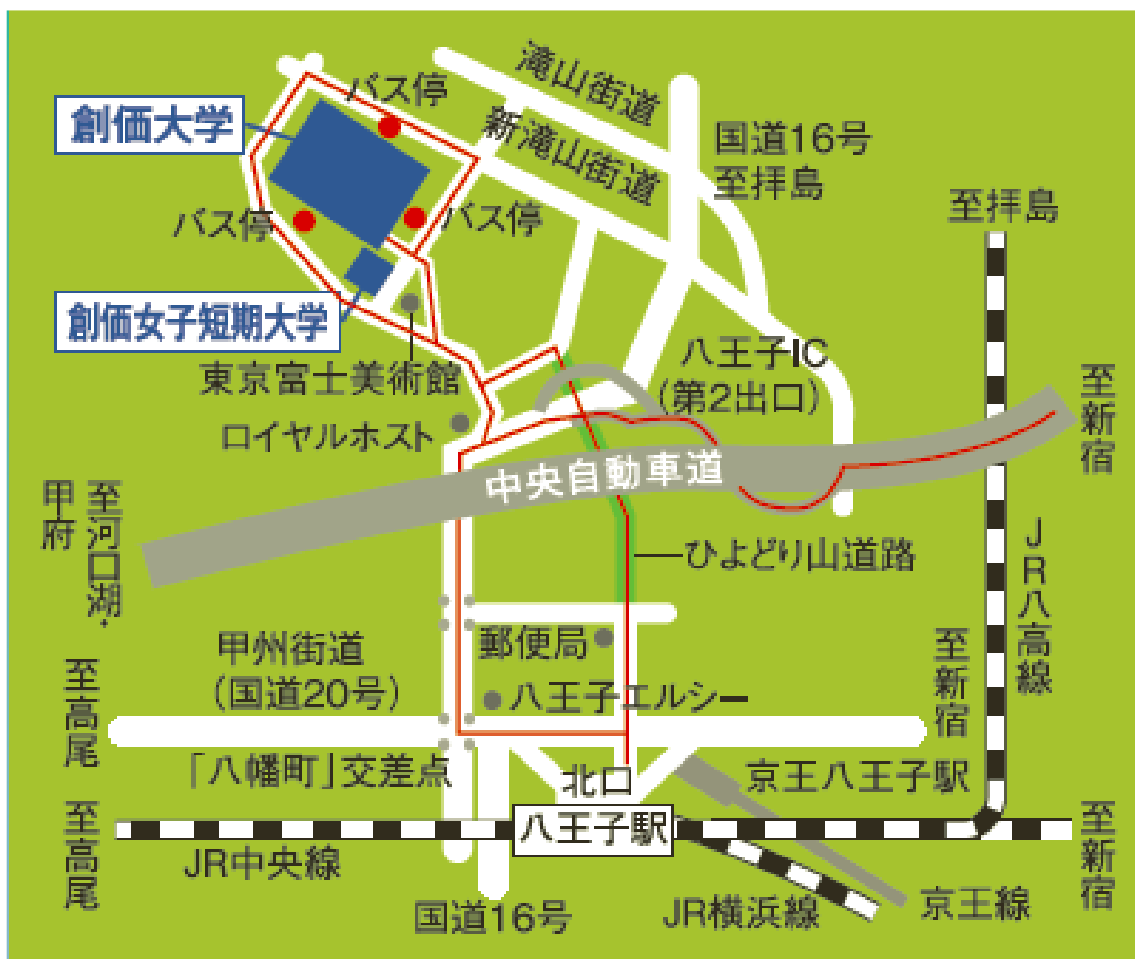 滝山街道
バス停
創価大学
新滝山街道
国道16号
至拝島
至拝島
バス停
バス停
創価女子短期大学
東京富士美術館
八王子IC
（第2出口）
至新宿
ロイヤルホスト
中央自動車道
至河口湖・
甲府
ひよどり山道路
JR八高線
郵便局
甲州街道
（国道20号）
至高尾
八王子エルシー
至新宿
「八幡町」交差点
北口
京王八王子駅
至高尾
八王子駅
至新宿
JR中央線
国道16号
JR横浜線
京王線